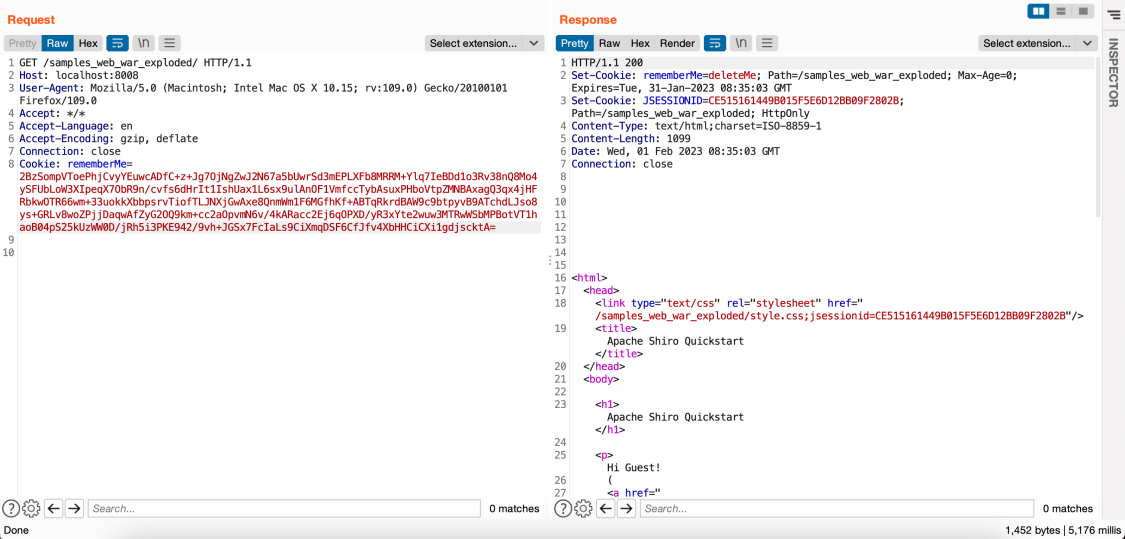 Request
Pretty Raw Hex \n Select extension...
1 GET /samples_web_war_exploded/ HTTP/1.1
2 Host: localhost:8008
3 User-Agent: Mozilla/5.0 (Macintosh; Intel Mac OS X 10.15; rv:109.0) Gecko/20100101
Firefox/109.0
4 Accept: */*
5 Accept-Language: en
6 Accept-Encoding: gzip, deflate
7 Connection: close
8 Cookie: rememberMe=
2BzSompVToePhjCvyYEuwcADfC+z+Jg7OjNgZwJ2N67a5bUwrSd3mEPLXFb8MRRM+Ylq7IeBDd1o3Rv38nQ8Mo4
ySFUbLoW3XIpeqX7ObR9n/cvfs6dHrIt1IshUax1L6sx9ulAnOF1VmfccTybAsuxPHboVtpZMNBAxagQ3qx4jHF
RbkwOTR66wm+33uokkXbbpsrvTiofTLJNXjGwAxe8QnmWm1F6MGfhKf+ABTqRkrdBAW9c9btpyvB9ATchdLJso8
ys+GRLv8woZPjjDaqwAfZyG2OQ9km+cc2aOpvmN6v/4kARacc2Ej6qOPXD/yR3xYte2wuw3MTRwWSbMPBotVT1h
aoB04pS25kUzWW0D/jRh5i3PKE942/9vh+JGSx7FcIaLs9CiXmqDSF6CfJfv4XbHHCiCXi1gdjscktA=
9
10
Search...
0 matches
Done
Response
Pretty Raw Hex Render \n Select extension...
INSPECTOR
1 HTTP/1.1 200
2 Set-Cookie: rememberMe=deleteMe; Path=/samples_web_war_exploded; Max-Age=0;
Expires=Tue, 31-Jan-2023 08:35:03 GMT
3 Set-Cookie: JSESSIONID=CE515161449B015F5E6D12BB09F2802B;
Path=/samples_web_war_exploded; HttpOnly
4 Content-Type: text/html;charset=ISO-8859-1
5 Content-Length: 1099
6 Date: Wed, 01 Feb 2023 08:35:03 GMT
7 Connection: close
8
9
10
11
12
13
14
15
16 <html>
17 <head>
18 <link type="text/css" rel="stylesheet" href="
/samples_web_war_exploded/style.css;jsessionid=CE515161449B015F5E6D12BB09F2802B"/>
19 <title>
Apache Shiro Quickstart
</title>
20 </head>
21 <body>
22
23 <h1>
Apache Shiro Quickstart
</h1>
24
25 <p>
Hi Guest!
26 (
27 <a href="
Search...
0 matches
1,452 bytes | 5,176 millis